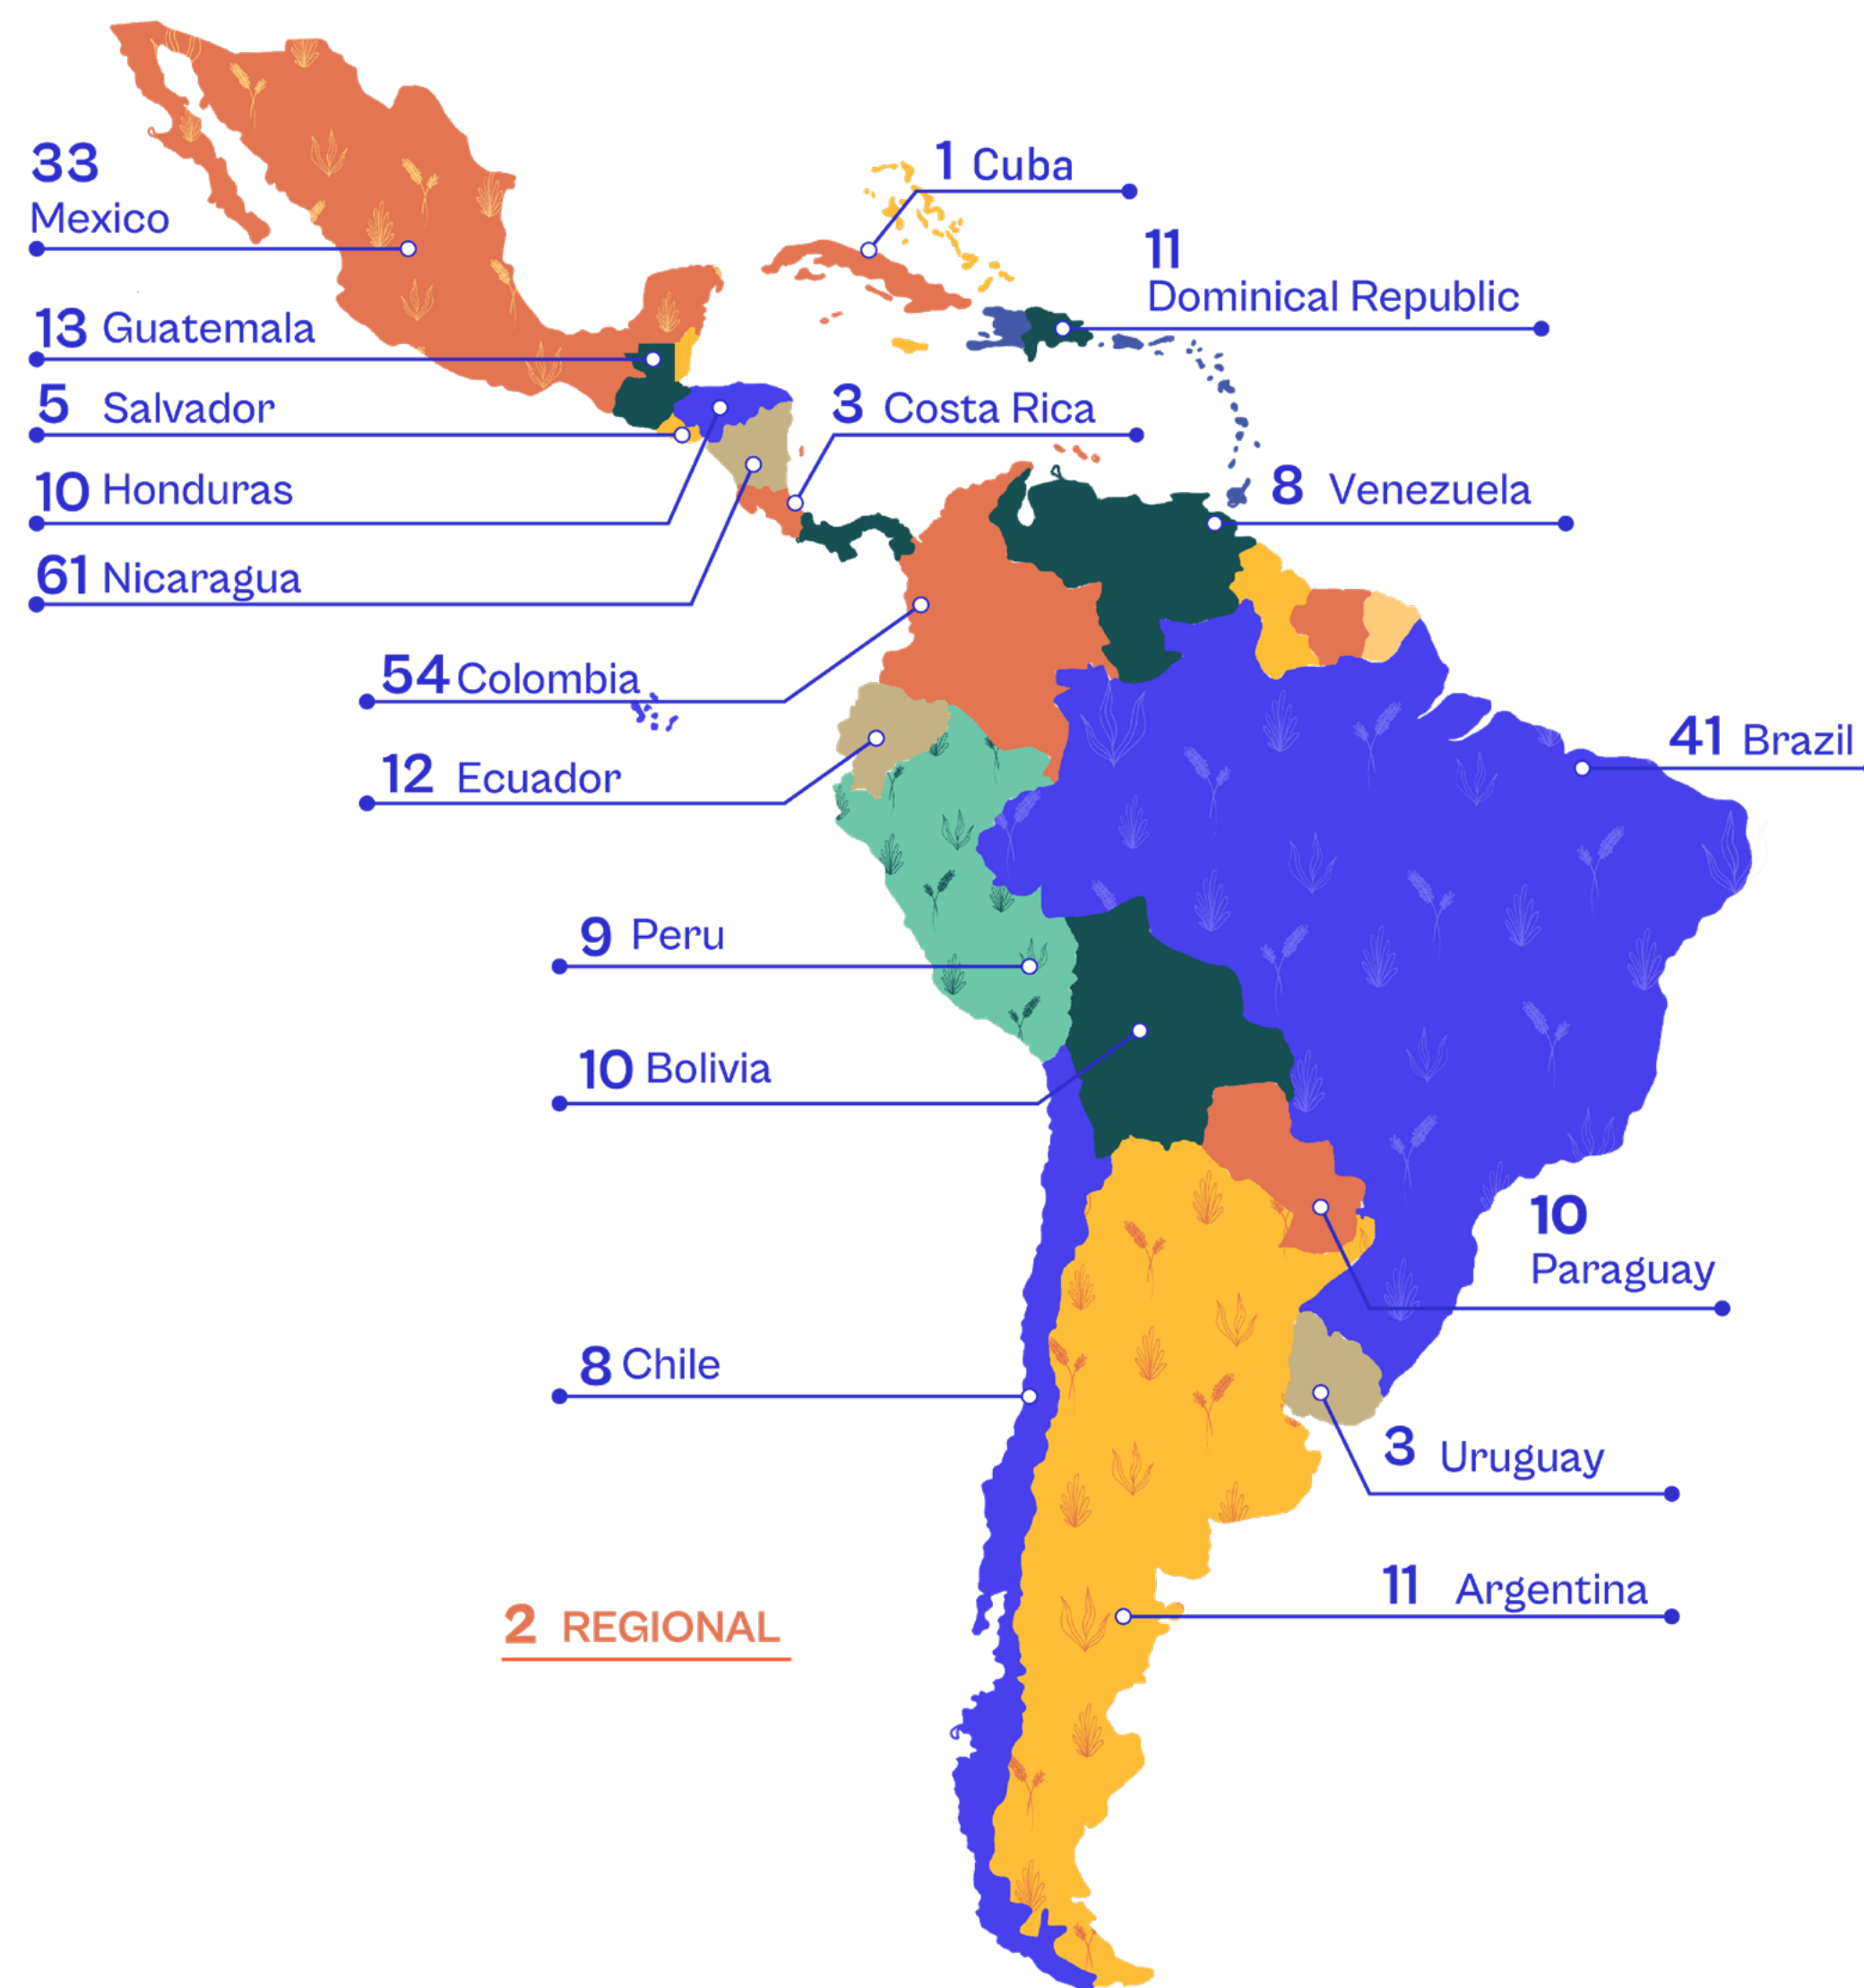 33
Mexico
1 Cuba
11
Dominical Republic
13 Guatemala
5 Salvador
3 Costa Rica
10 Honduras
8 Venezuela
61 Nicaragua
54 Colombia
41 Brazil
12 Ecuador
9 Peru
10 Bolivia
10
Paraguay
8 Chile
3 Uruguay
11 Argentina
2 REGIONAL